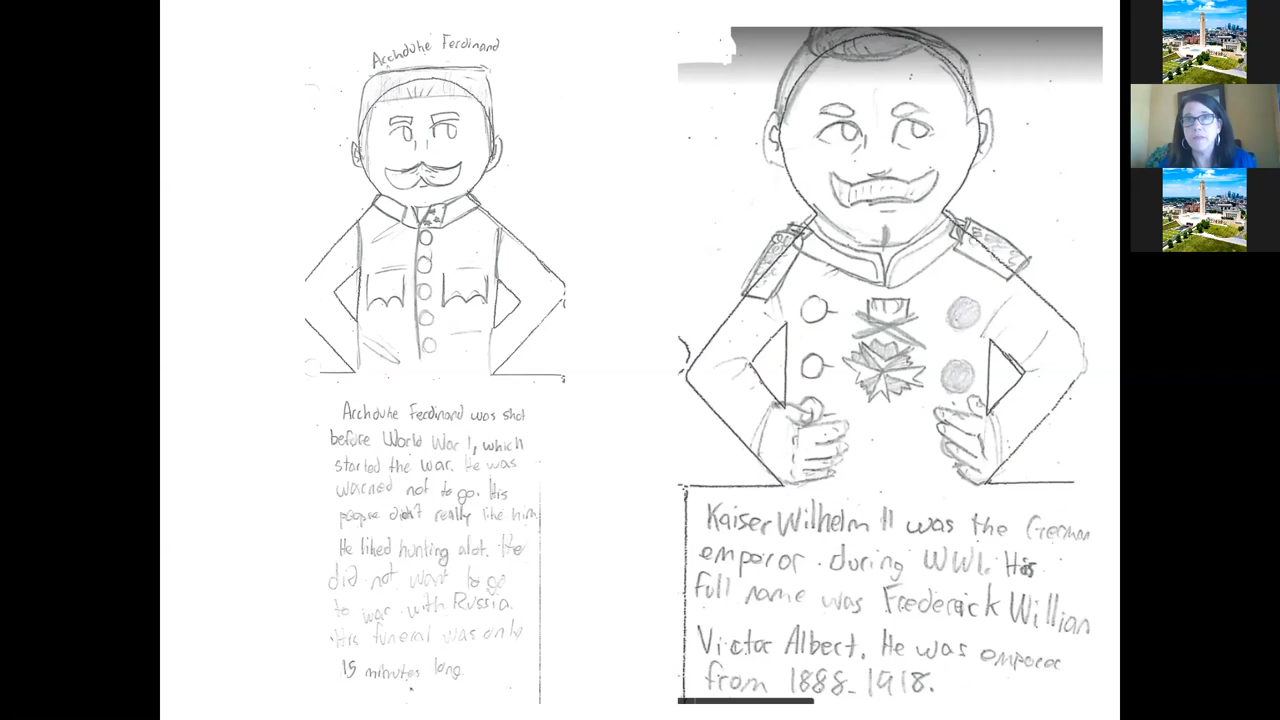 Archduke Ferdinand
Archduke Ferdinand was shot
before World War 1, which
started the war. He was
warned not to go. His
people didn't really like him.
He liked hunting alot. He
did not want to go
to war with Russia.
His funeral was only
15 minutes long.
Kaiser Wilhelm II was the German
emperor during WWI. His
full name was Frederick Willian
Victor Albert. He was emperor
from 1888-1918.